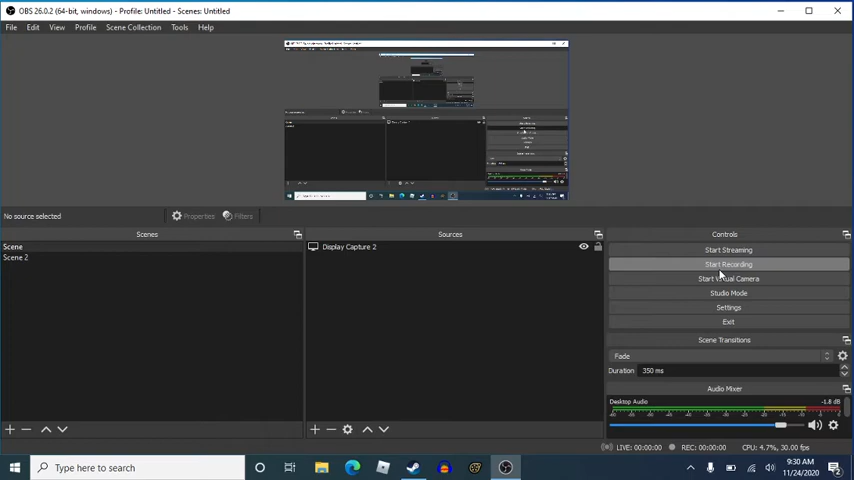 OBS 26.0.2 (64-bit, windows) - Profile: Untitled - Scenes: Untitled
File Edit View Profile Scene Collection Tools Help
No source selected Properties Filters
Scenes Sources Controls
Scene
Scene 2
Display Capture 2
Start Streaming
Start Recording
Start Virtual Camera
Studio Mode
Settings
Exit
Scene Transitions
Fade
Duration 350 ms
Audio Mixer
Desktop Audio -1.8 dB
LIVE: 00:00:00 REC: 00:00:00 CPU: 4.7%, 30.00 fps
Type here to search
9:30 AM
11/24/2020
2